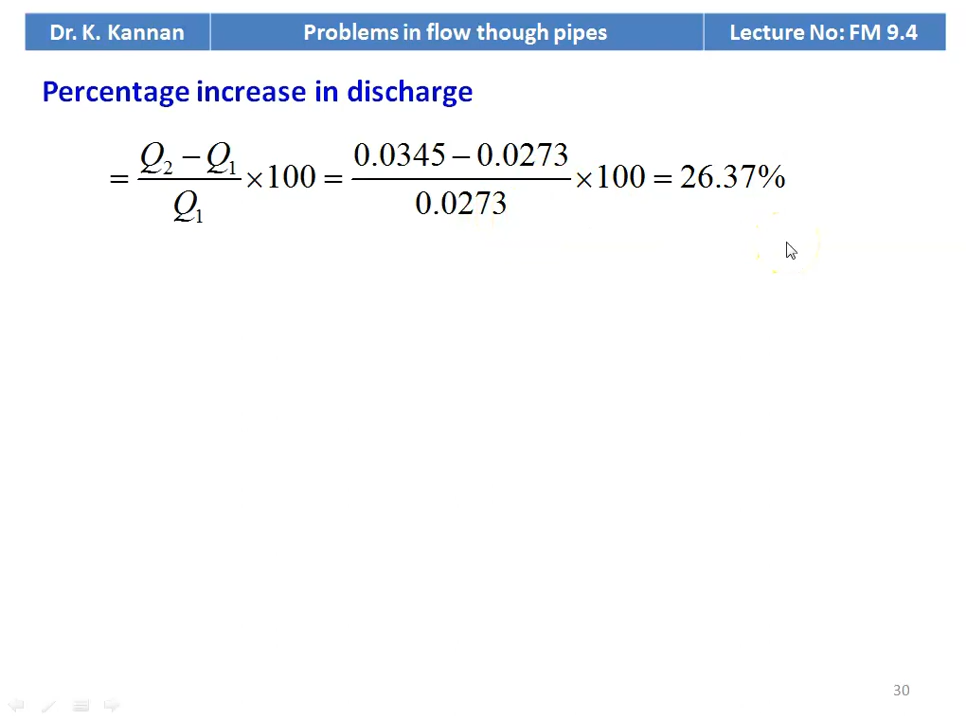 Dr. K. Kannan Problems in flow though pipes Lecture No: FM 9.4
Percentage increase in discharge
= (Q₂ − Q₁)/Q₁ ×100 = (0.0345 − 0.0273)/0.0273 ×100 = 26.37%
30